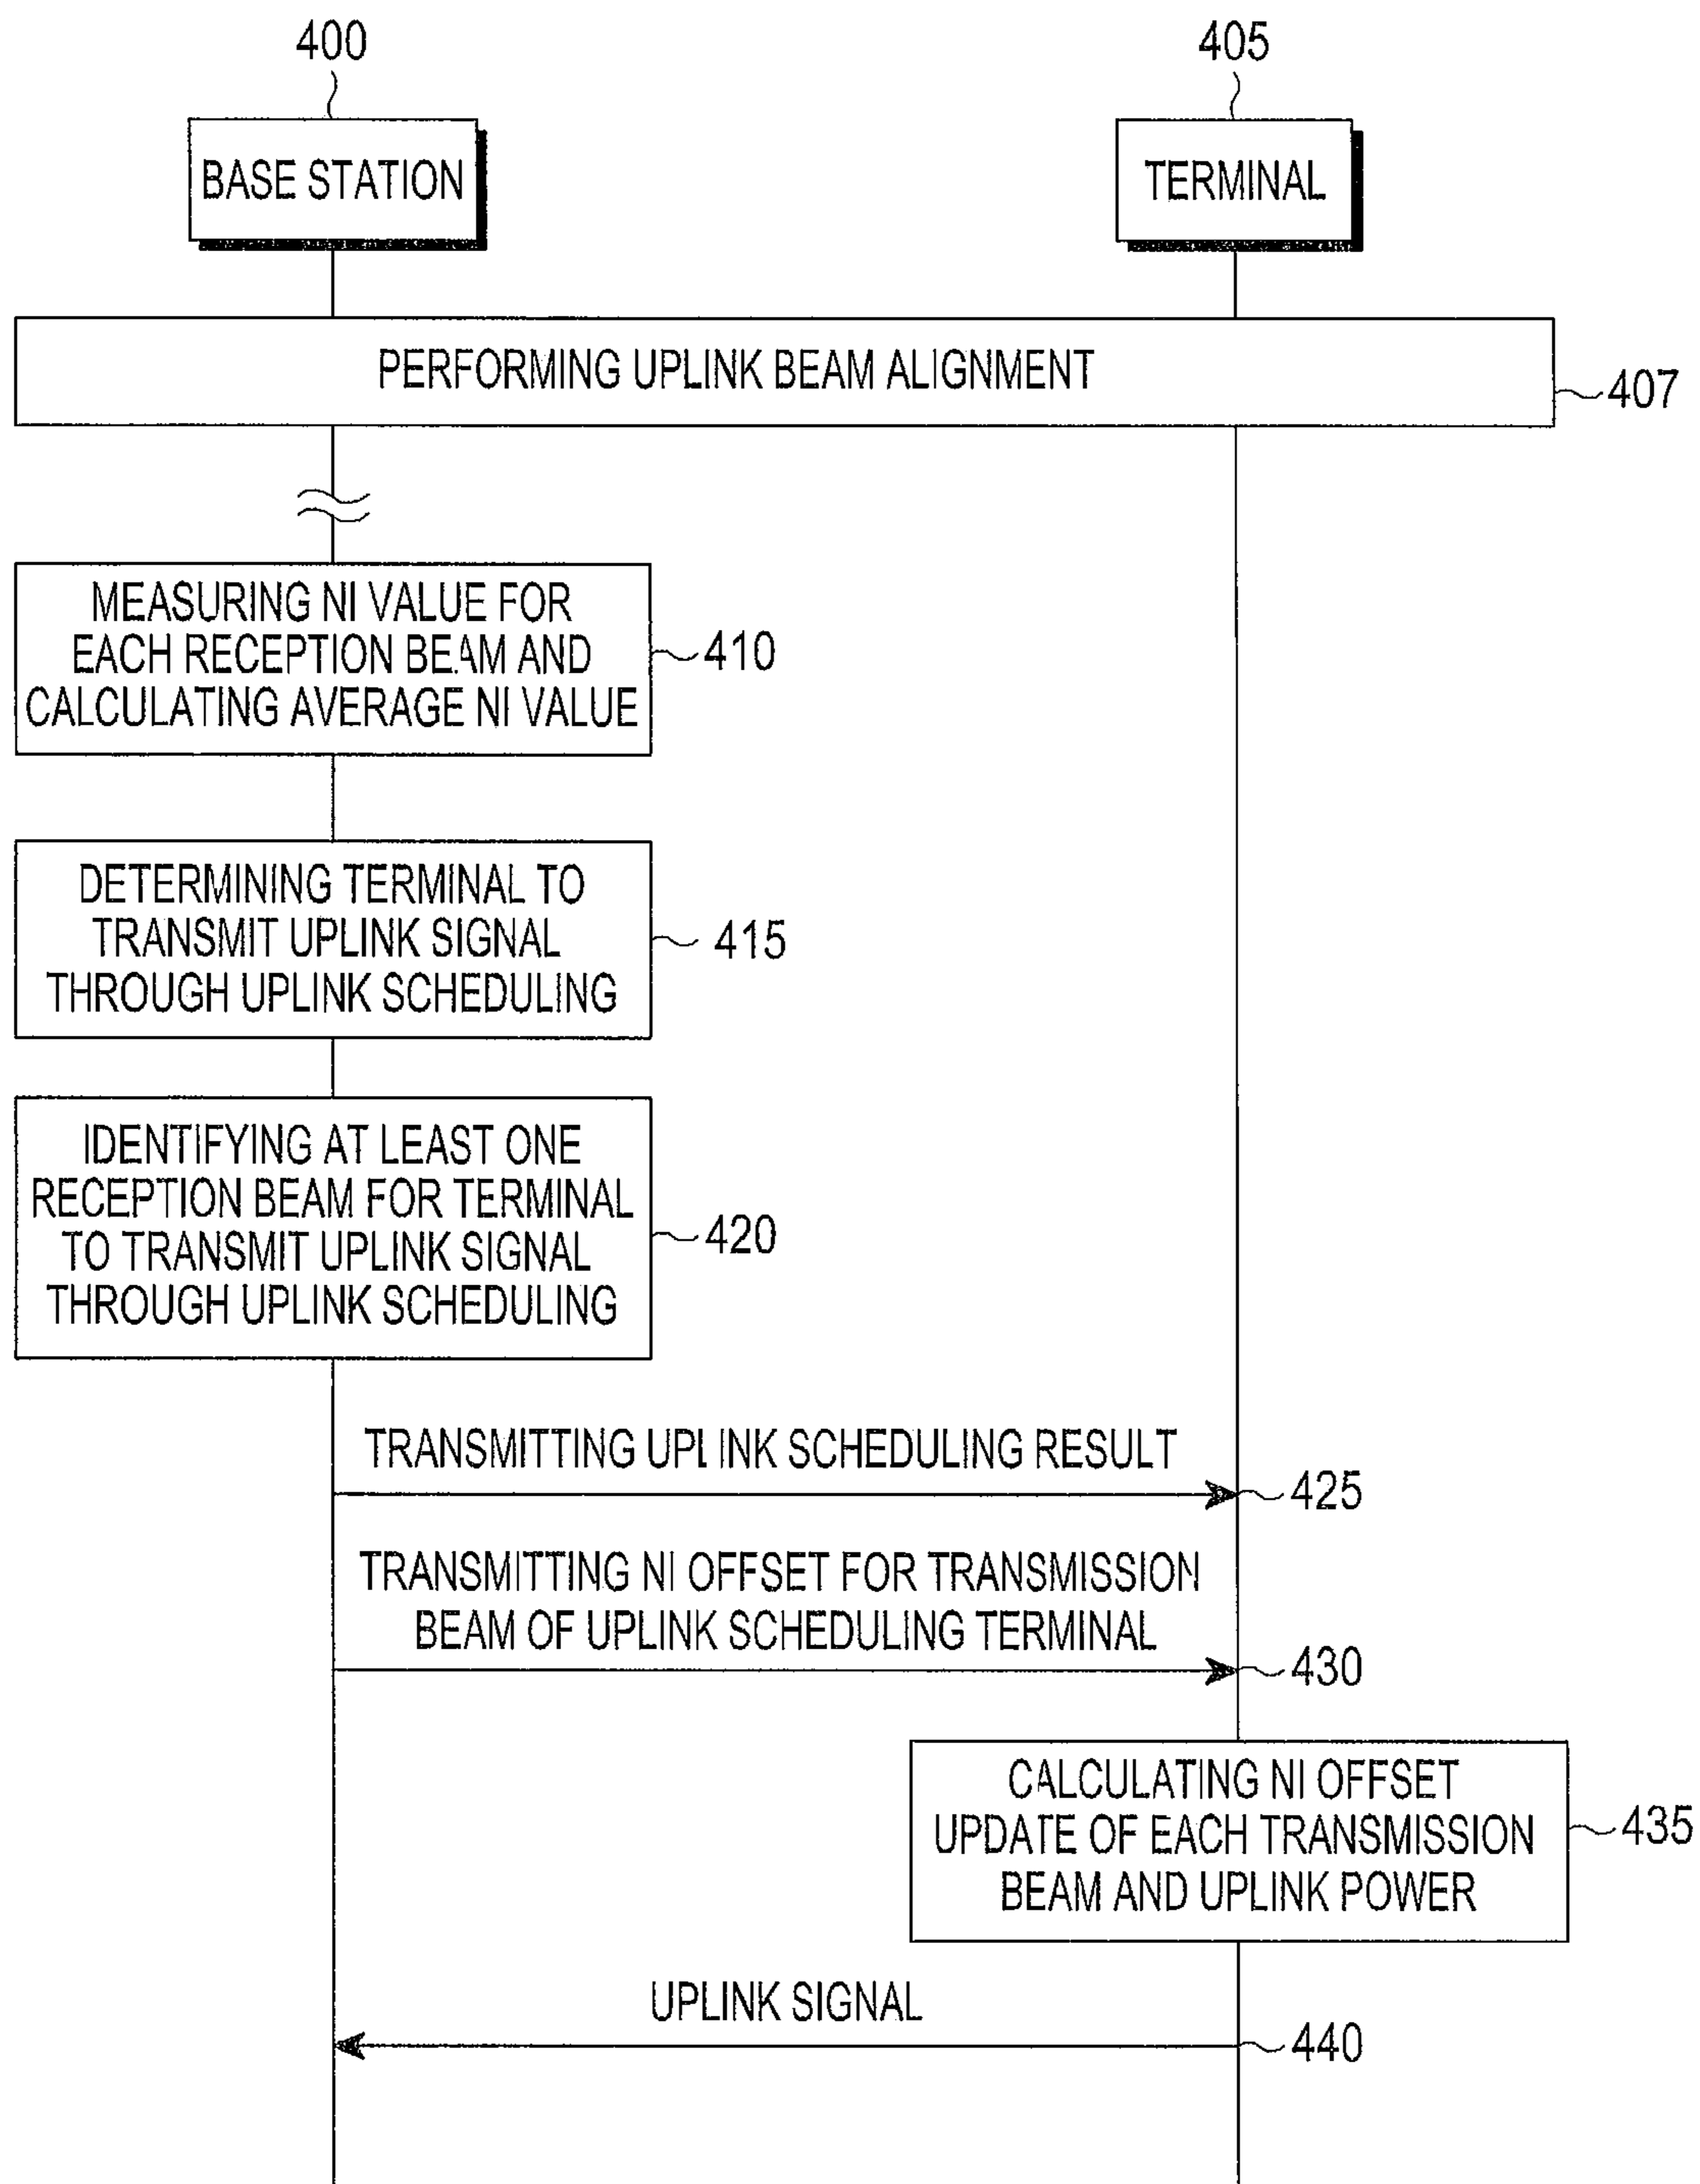 400
405
BASE STATION
TERMINAL
PERFORMING UPLINK BEAM ALIGNMENT
407
MEASURING NI VALUE FOR
EACH RECEPTION BEAM AND
CALCULATING AVERAGE NI VALUE
410
DETERMINING TERMINAL TO
TRANSMIT UPLINK SIGNAL
THROUGH UPLINK SCHEDULING
415
IDENTIFYING AT LEAST ONE
RECEPTION BEAM FOR TERMINAL
TO TRANSMIT UPLINK SIGNAL
THROUGH UPLINK SCHEDULING
420
TRANSMITTING UPLINK SCHEDULING RESULT
425
TRANSMITTING NI OFFSET FOR TRANSMISSION
BEAM OF UPLINK SCHEDULING TERMINAL
430
CALCULATING NI OFFSET
UPDATE OF EACH TRANSMISSION
BEAM AND UPLINK POWER
435
UPLINK SIGNAL
440